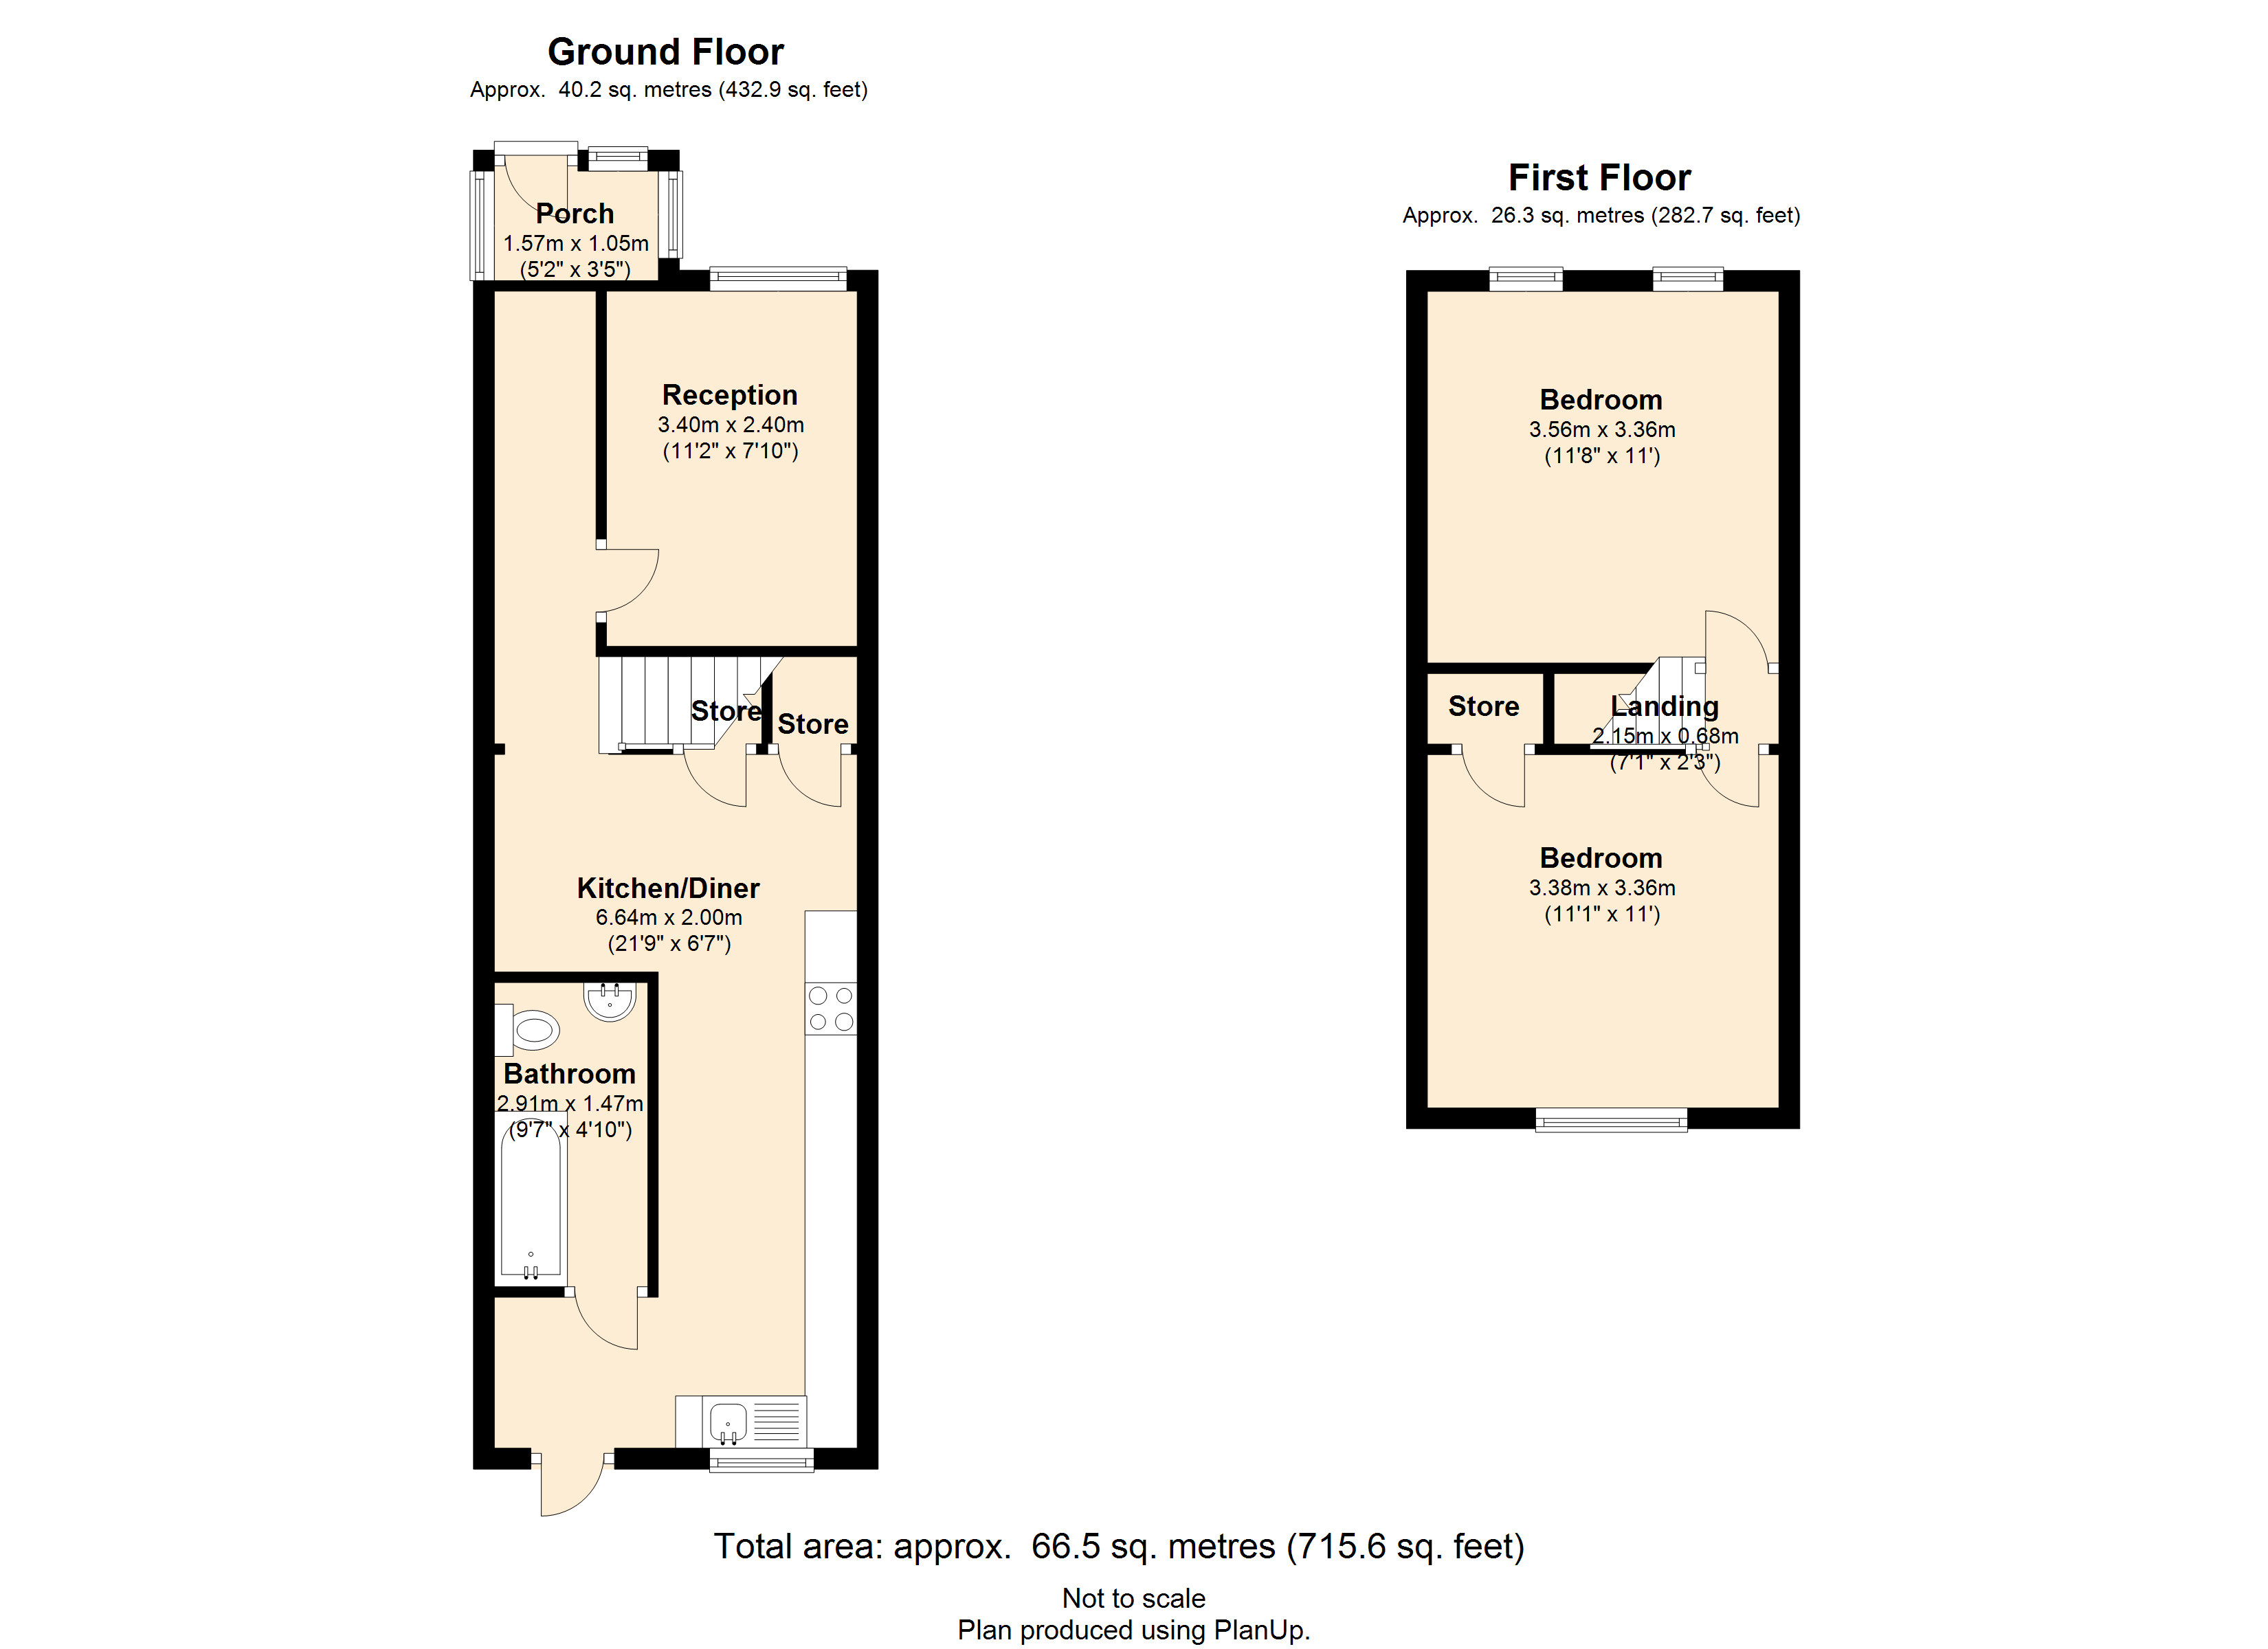 Ground Floor
Approx.  40.2 sq. metres (432.9 sq. feet)
Porch
1.57m x 1.05m
(5'2" x 3'5")
Reception
3.40m x 2.40m
(11'2" x 7'10")
Store
Store
Kitchen/Diner
6.64m x 2.00m
(21'9" x 6'7")
Bathroom
2.91m x 1.47m
(9'7" x 4'10")
First Floor
Approx.  26.3 sq. metres (282.7 sq. feet)
Bedroom
3.56m x 3.36m
(11'8" x 11')
Store
Landing
2.15m x 0.68m
(7'1" x 2'3")
Bedroom
3.38m x 3.36m
(11'1" x 11')
Total area: approx.  66.5 sq. metres (715.6 sq. feet)
Not to scale
Plan produced using PlanUp.